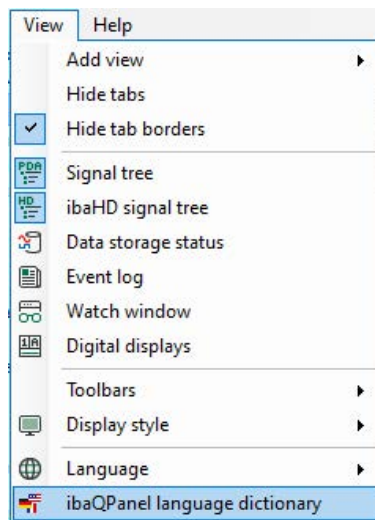 View Help
Add view
Hide tabs
Hide tab borders
PDA Signal tree
HD ibaHD signal tree
Data storage status
Event log
Watch window
Digital displays
Toolbars
Display style
Language
ibaQPanel language dictionary